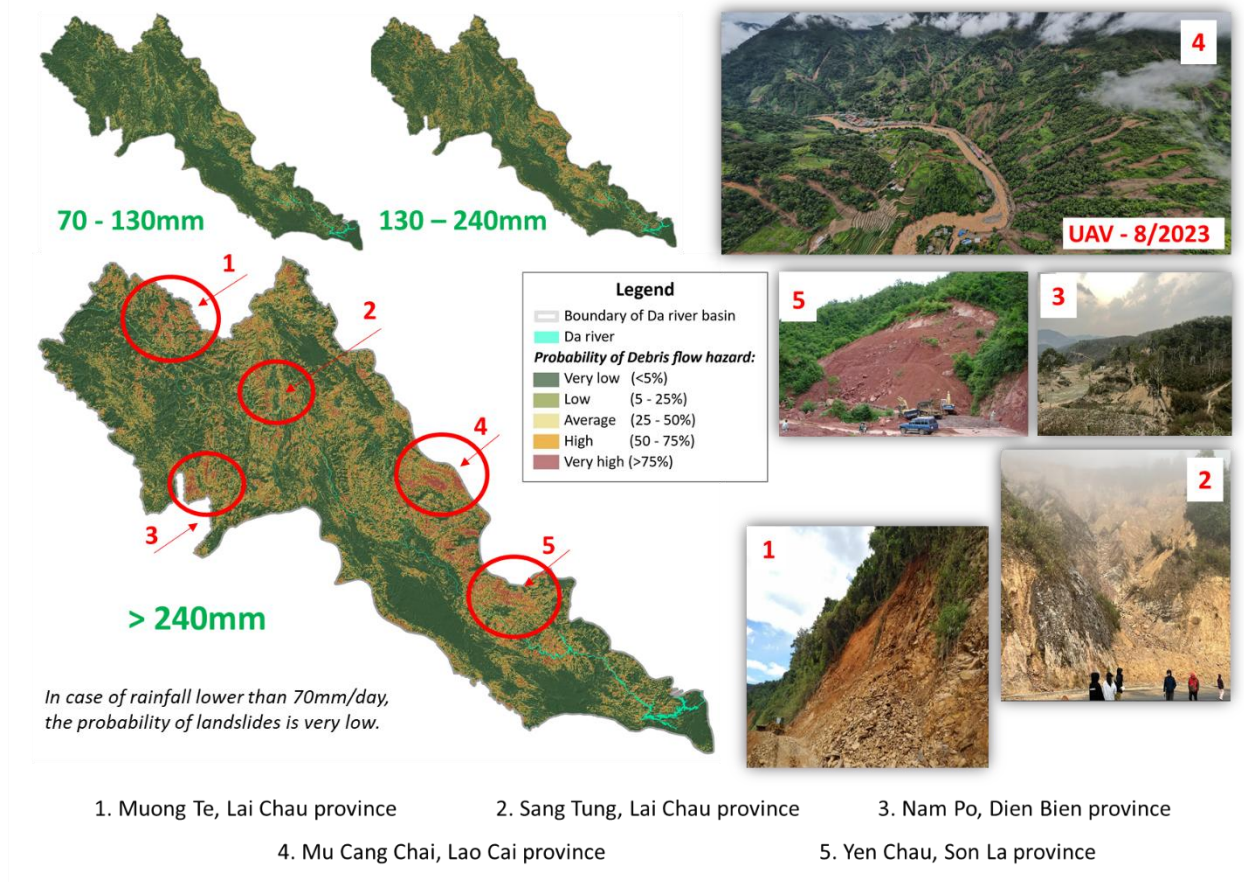 70 - 130mm
130 – 240mm
4
UAV - 8/2023
1
2
4
3
5
> 240mm
In case of rainfall lower than 70mm/day,
the probability of landslides is very low.
Legend
Boundary of Da river basin
Da river
Probability of Debris flow hazard:
Very low (<5%)
Low (5 - 25%)
Average (25 - 50%)
High (50 - 75%)
Very high (>75%)
5
3
1
2
1. Muong Te, Lai Chau province
2. Sang Tung, Lai Chau province
3. Nam Po, Dien Bien province
4. Mu Cang Chai, Lao Cai province
5. Yen Chau, Son La province